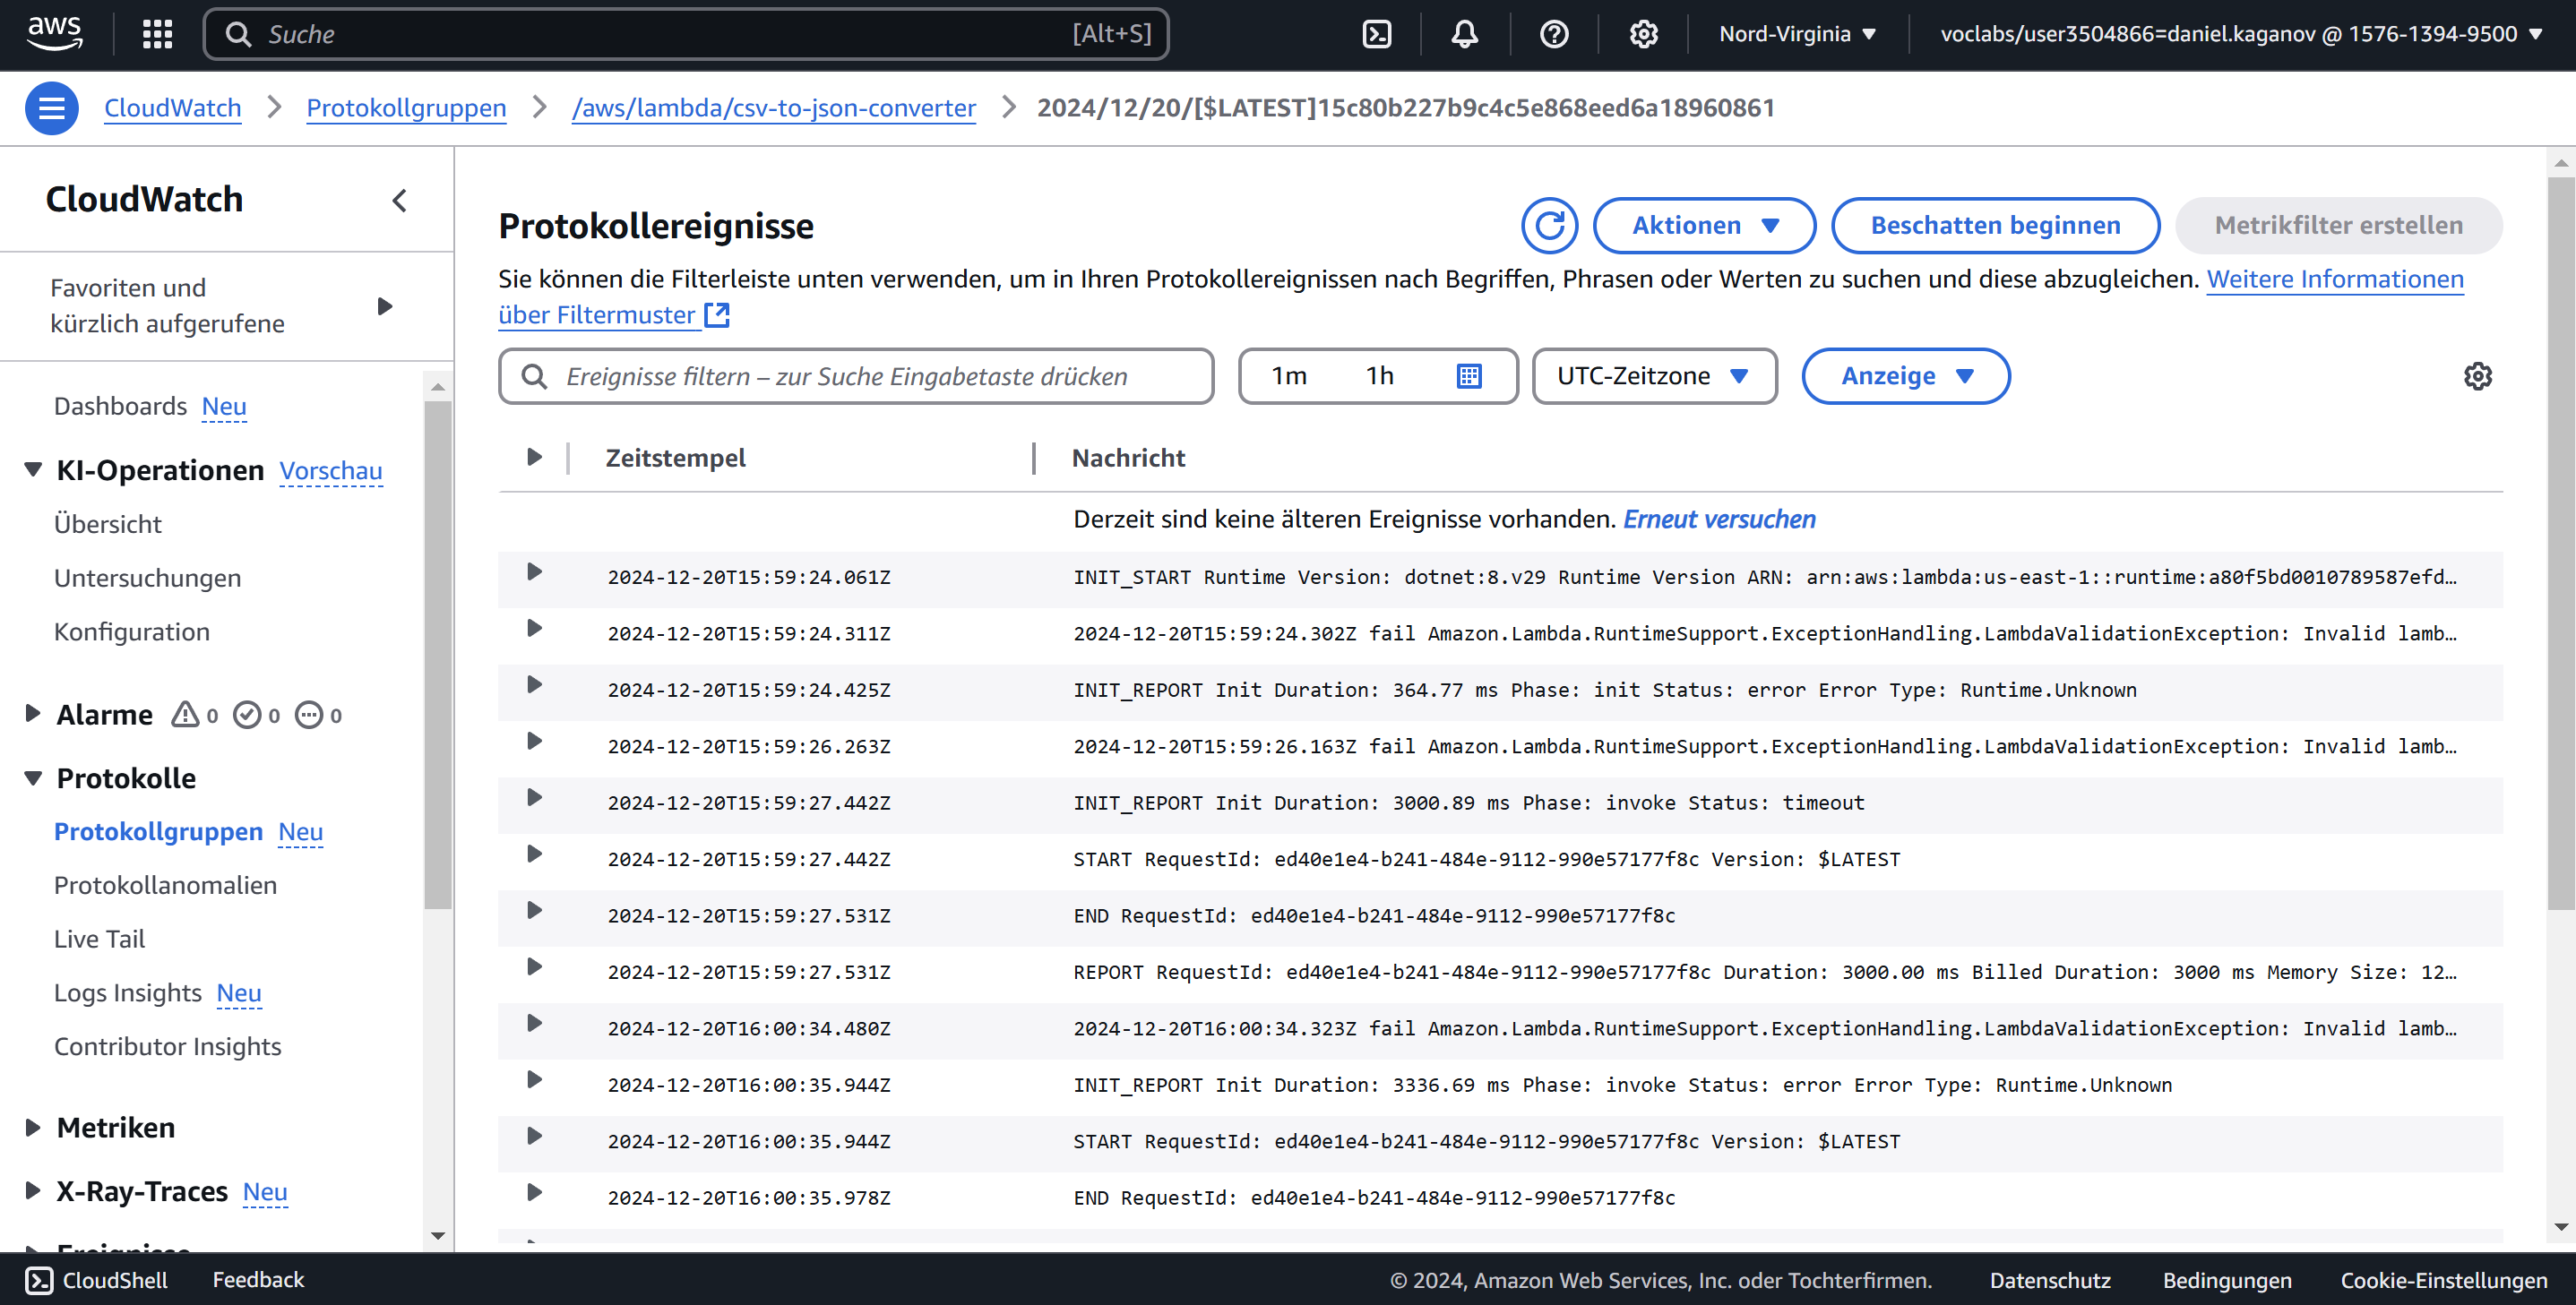 aws
Suche [Alt+S]
Nord-Virginia
voclabs/user3504866=daniel.kaganov @ 1576-1394-9500
CloudWatch
Protokollgruppen
/aws/lambda/csv-to-json-converter
2024/12/20/[$LATEST]15c80b227b9c4c5e868eed6a18960861
CloudWatch
Favoriten und
kürzlich aufgerufene
Dashboards Neu
KI-Operationen Vorschau
Übersicht
Untersuchungen
Konfiguration
Alarme 0 0 0
Protokolle
Protokollgruppen Neu
Protokollanomalien
Live Tail
Logs Insights Neu
Contributor Insights
Metriken
X-Ray-Traces Neu
Ereignisse
Protokollereignisse
Aktionen
Beschatten beginnen
Metrikfilter erstellen
Sie können die Filterleiste unten verwenden, um in Ihren Protokollereignissen nach Begriffen, Phrasen oder Werten zu suchen und diese abzugleichen. Weitere Informationen
über Filtermuster
Ereignisse filtern – zur Suche Eingabetaste drücken
1m 1h
UTC-Zeitzone
Anzeige
Zeitstempel Nachricht
Derzeit sind keine älteren Ereignisse vorhanden. Erneut versuchen
2024-12-20T15:59:24.061Z INIT_START Runtime Version: dotnet:8.v29 Runtime Version ARN: arn:aws:lambda:us-east-1::runtime:a80f5bd0010789587efd…
2024-12-20T15:59:24.311Z 2024-12-20T15:59:24.302Z fail Amazon.Lambda.RuntimeSupport.ExceptionHandling.LambdaValidationException: Invalid lamb…
2024-12-20T15:59:24.425Z INIT_REPORT Init Duration: 364.77 ms Phase: init Status: error Error Type: Runtime.Unknown
2024-12-20T15:59:26.263Z 2024-12-20T15:59:26.163Z fail Amazon.Lambda.RuntimeSupport.ExceptionHandling.LambdaValidationException: Invalid lamb…
2024-12-20T15:59:27.442Z INIT_REPORT Init Duration: 3000.89 ms Phase: invoke Status: timeout
2024-12-20T15:59:27.442Z START RequestId: ed40e1e4-b241-484e-9112-990e57177f8c Version: $LATEST
2024-12-20T15:59:27.531Z END RequestId: ed40e1e4-b241-484e-9112-990e57177f8c
2024-12-20T15:59:27.531Z REPORT RequestId: ed40e1e4-b241-484e-9112-990e57177f8c Duration: 3000.00 ms Billed Duration: 3000 ms Memory Size: 12…
2024-12-20T16:00:34.480Z 2024-12-20T16:00:34.323Z fail Amazon.Lambda.RuntimeSupport.ExceptionHandling.LambdaValidationException: Invalid lamb…
2024-12-20T16:00:35.944Z INIT_REPORT Init Duration: 3336.69 ms Phase: invoke Status: error Error Type: Runtime.Unknown
2024-12-20T16:00:35.944Z START RequestId: ed40e1e4-b241-484e-9112-990e57177f8c Version: $LATEST
2024-12-20T16:00:35.978Z END RequestId: ed40e1e4-b241-484e-9112-990e57177f8c
CloudShell
Feedback
© 2024, Amazon Web Services, Inc. oder Tochterfirmen.
Datenschutz
Bedingungen
Cookie-Einstellungen